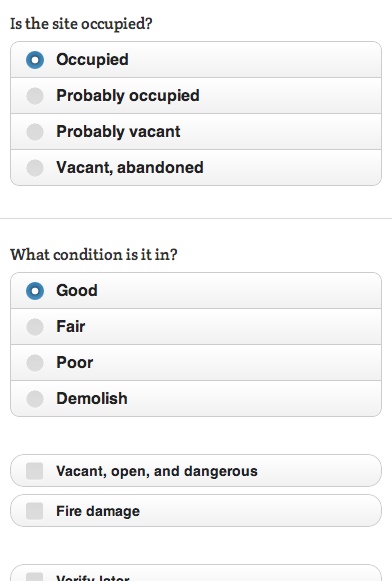 Is the site occupied?
Occupied
Probably occupied
Probably vacant
Vacant, abandoned
What condition is it in?
Good
Fair
Poor
Demolish
Vacant, open, and dangerous
Fire damage
Verify later